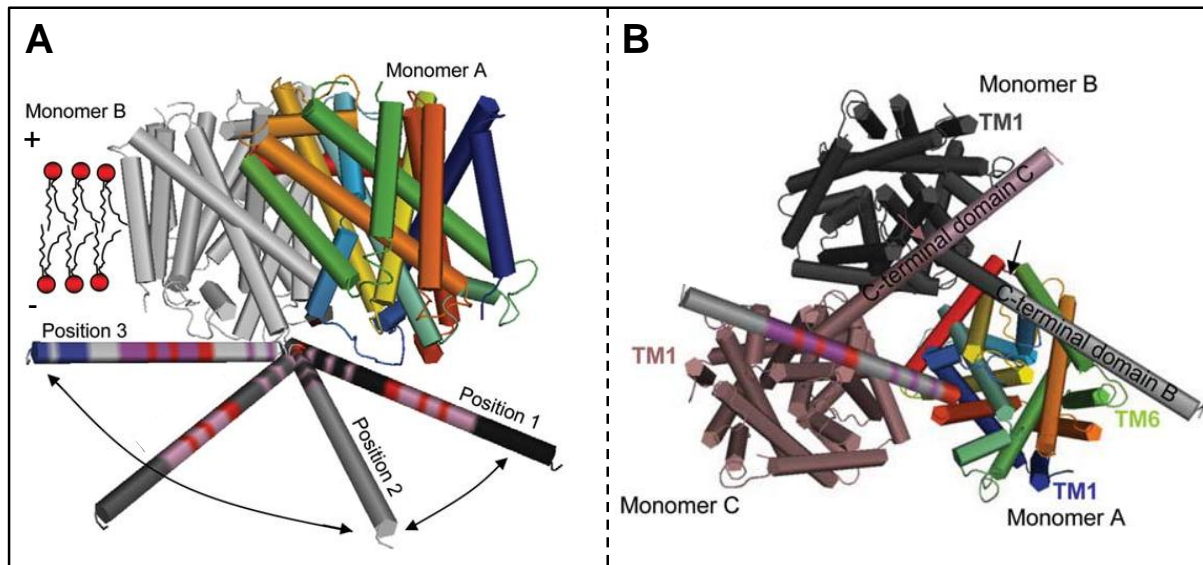 A
Monomer A
Monomer B
+
-
Position 3
Position 1
Position 2
B
Monomer B
TM1
C-terminal domain C
C-terminal domain B
TM1
TM6
TM1
Monomer C
Monomer A